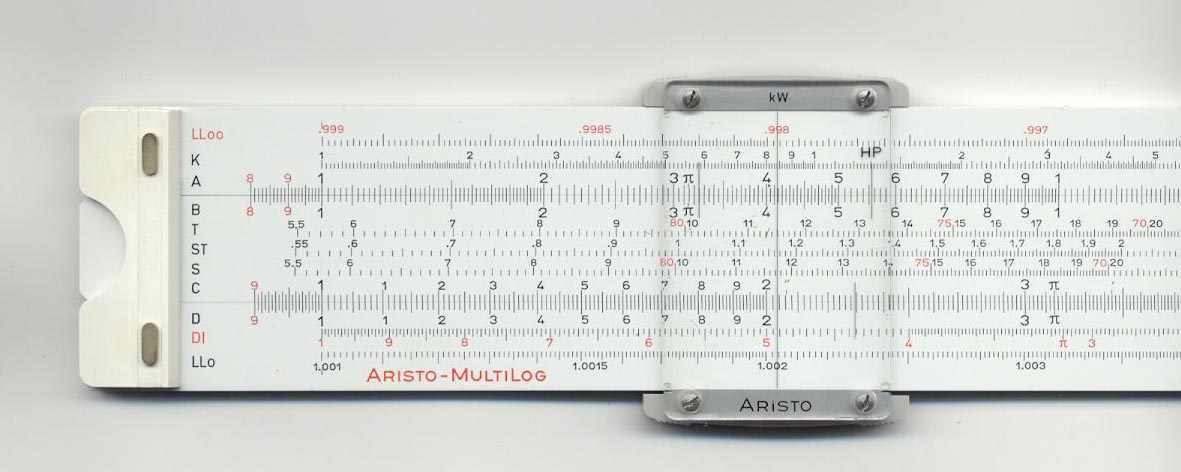 kW
LLoo .999 .9985 .998 .997
HP
K 1 2 3 4 5 6 7 8 9 1 2 3 4 5
A 8 9 1 2 3 π 4 5 6 7 8 9 1
B 8 9 1 2 3 π 4 5 6 7 8 9 1
T 5.5 6 7 8 9 80 10 11 12 13 14 75 15 16 17 18 19 70 20
ST .55 .6 .7 .8 .9 1 1.1 1.2 1.3 1.4 1.5 1.6 1.7 1.8 1.9 2
S 5.5 6 7 8 9 80 10 11 12 13 14 75 15 16 17 18 19 70 20
C 9 1 1 2 3 4 5 6 7 8 9 2 " 3 π '
D 9 1 1 2 3 4 5 6 7 8 9 2 3 π
DI 1 9 8 7 6 5 4 π 3
LLo 1.001 1.0015 1.002 1.003
ARISTO-MULTILOG
ARISTO